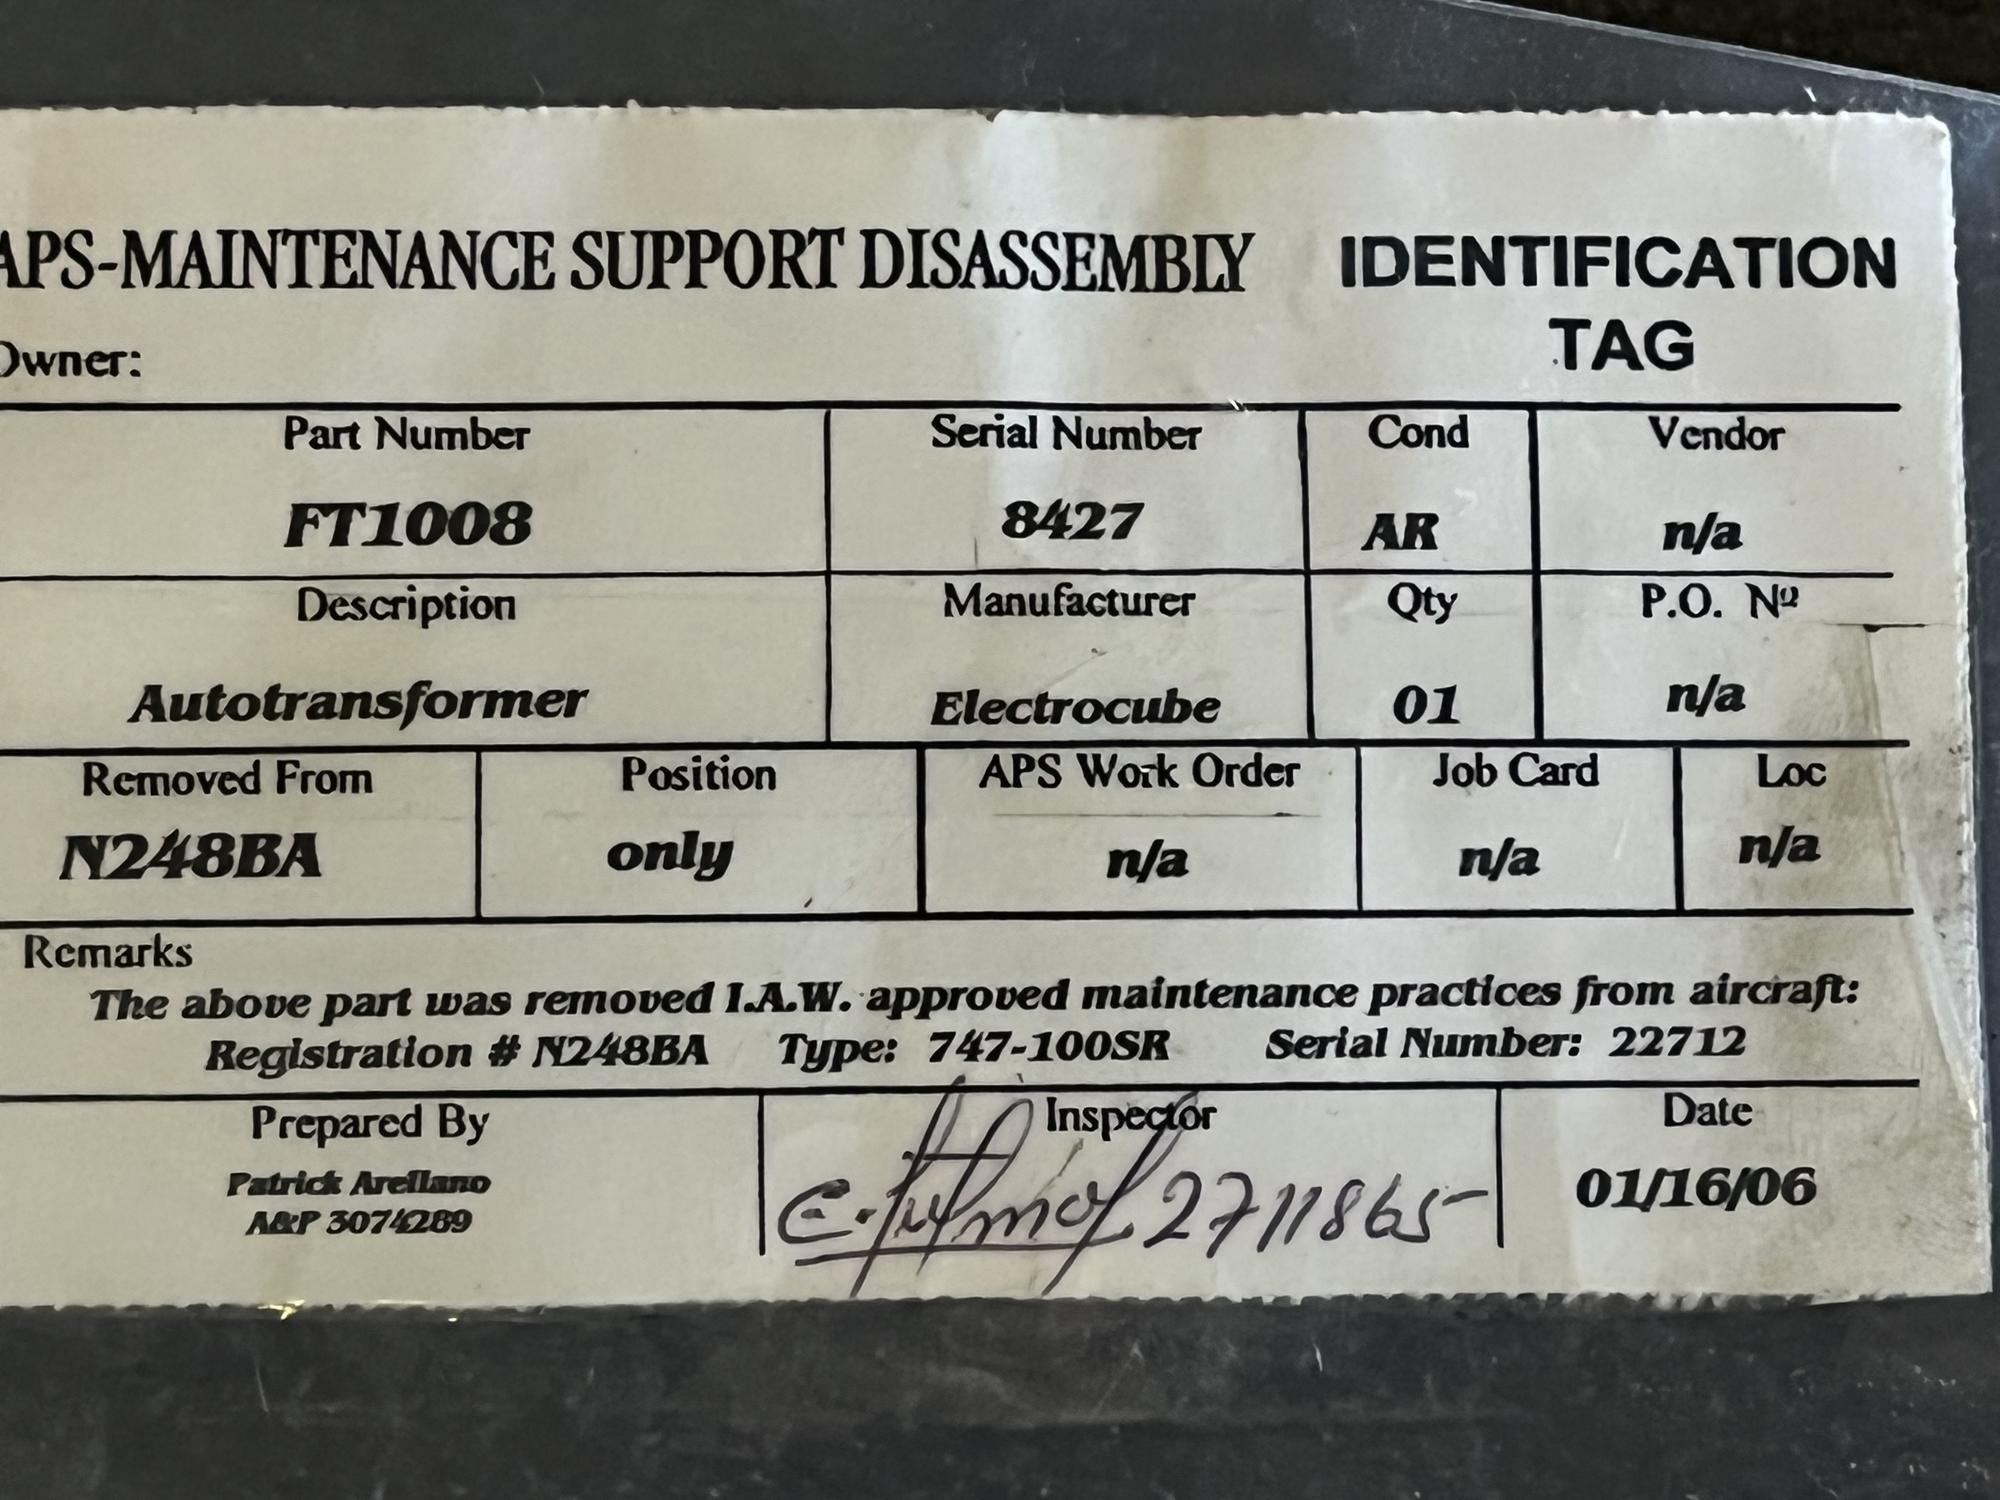 APS-MAINTENANCE SUPPORT DISASSEMBLY IDENTIFICATION TAG
Owner:
Part Number Serial Number Cond Vendor
FT1008 8427 AR n/a
Description Manufacturer Qty P.O. Nº
Autotransformer Electrocube 01 n/a
Removed From Position APS Work Order Job Card Loc
N248BA only n/a n/a n/a
Remarks
The above part was removed I.A.W. approved maintenance practices from aircraft:
Registration # N248BA Type: 747-100SR Serial Number: 22712
Prepared By Inspector Date
Patrick Arellano 2711865 01/16/06
A&P 3074289